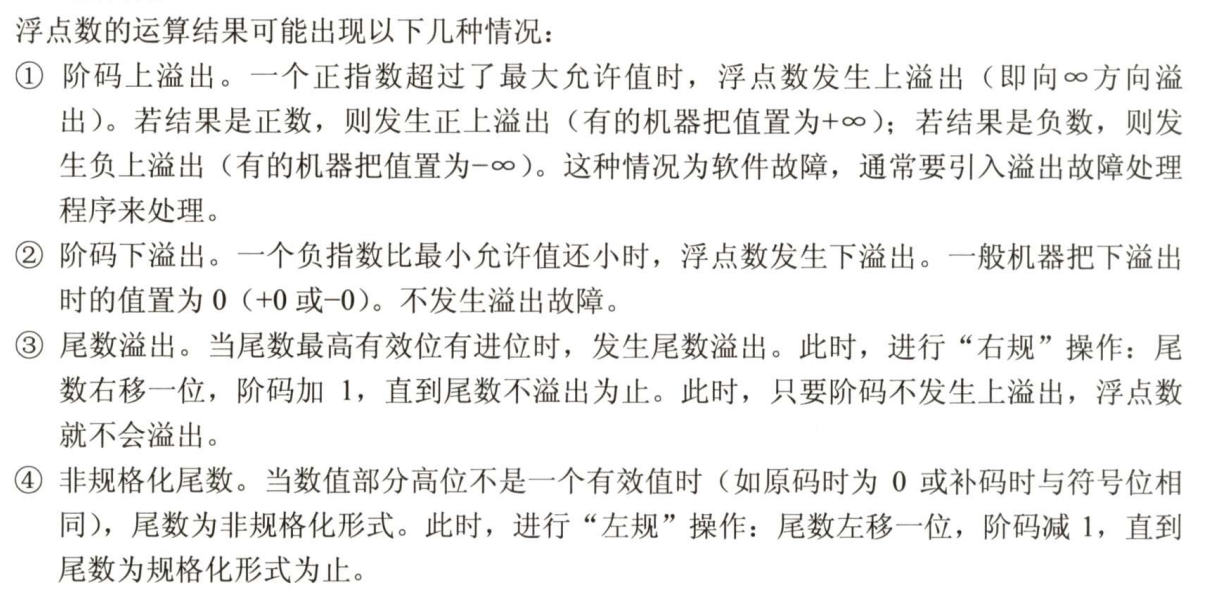 浮点数的运算结果可能出现以下几种情况：
① 阶码上溢出。一个正指数超过了最大允许值时，浮点数发生上溢出（即向∞方向溢
出）。若结果是正数，则发生正上溢出（有的机器把值置为+∞）；若结果是负数，则发
生负上溢出（有的机器把值置为−∞）。这种情况为软件故障，通常要引入溢出故障处理
程序来处理。
② 阶码下溢出。一个负指数比最小允许值还小时，浮点数发生下溢出。一般机器把下溢出
时的值置为 0（+0 或−0）。不发生溢出故障。
③ 尾数溢出。当尾数最高有效位有进位时，发生尾数溢出。此时，进行“右规”操作：尾
数右移一位，阶码加 1，直到尾数不溢出为止。此时，只要阶码不发生上溢出，浮点数
就不会溢出。
④ 非规格化尾数。当数值部分高位不是一个有效值时（如原码时为 0 或补码时与符号位相
同），尾数为非规格化形式。此时，进行“左规”操作：尾数左移一位，阶码减 1，直到
尾数为规格化形式为止。